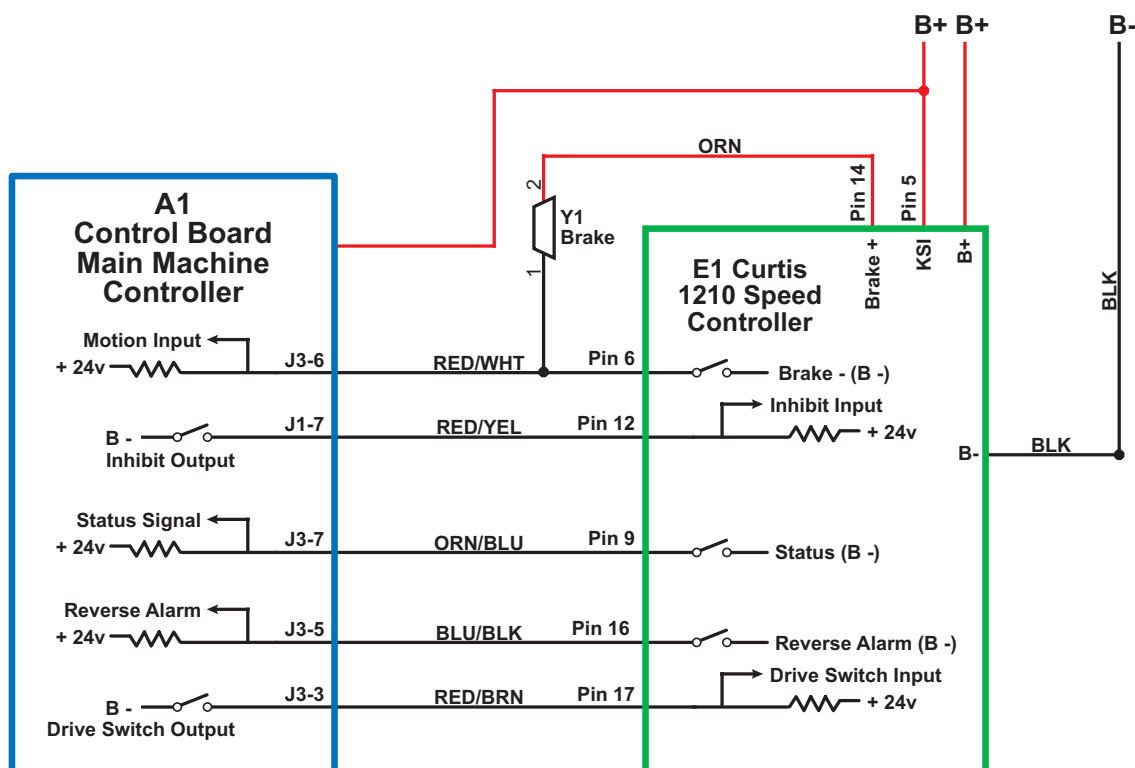 B+ B+ B-
ORN
2
Y1
Brake
1
Pin 14
Pin 5
BLK
A1
Control Board
Main Machine
Controller
E1 Curtis
1210 Speed
Controller
Brake +
KSI
B+
Motion Input
+ 24v
J3-6
RED/WHT
Pin 6
Brake - (B -)
B -
Inhibit Output
J1-7
RED/YEL
Pin 12
Inhibit Input
+ 24v
B-
BLK
Status Signal
+ 24v
J3-7
ORN/BLU
Pin 9
Status (B -)
Reverse Alarm
+ 24v
J3-5
BLU/BLK
Pin 16
Reverse Alarm (B -)
B -
Drive Switch Output
J3-3
RED/BRN
Pin 17
Drive Switch Input
+ 24v